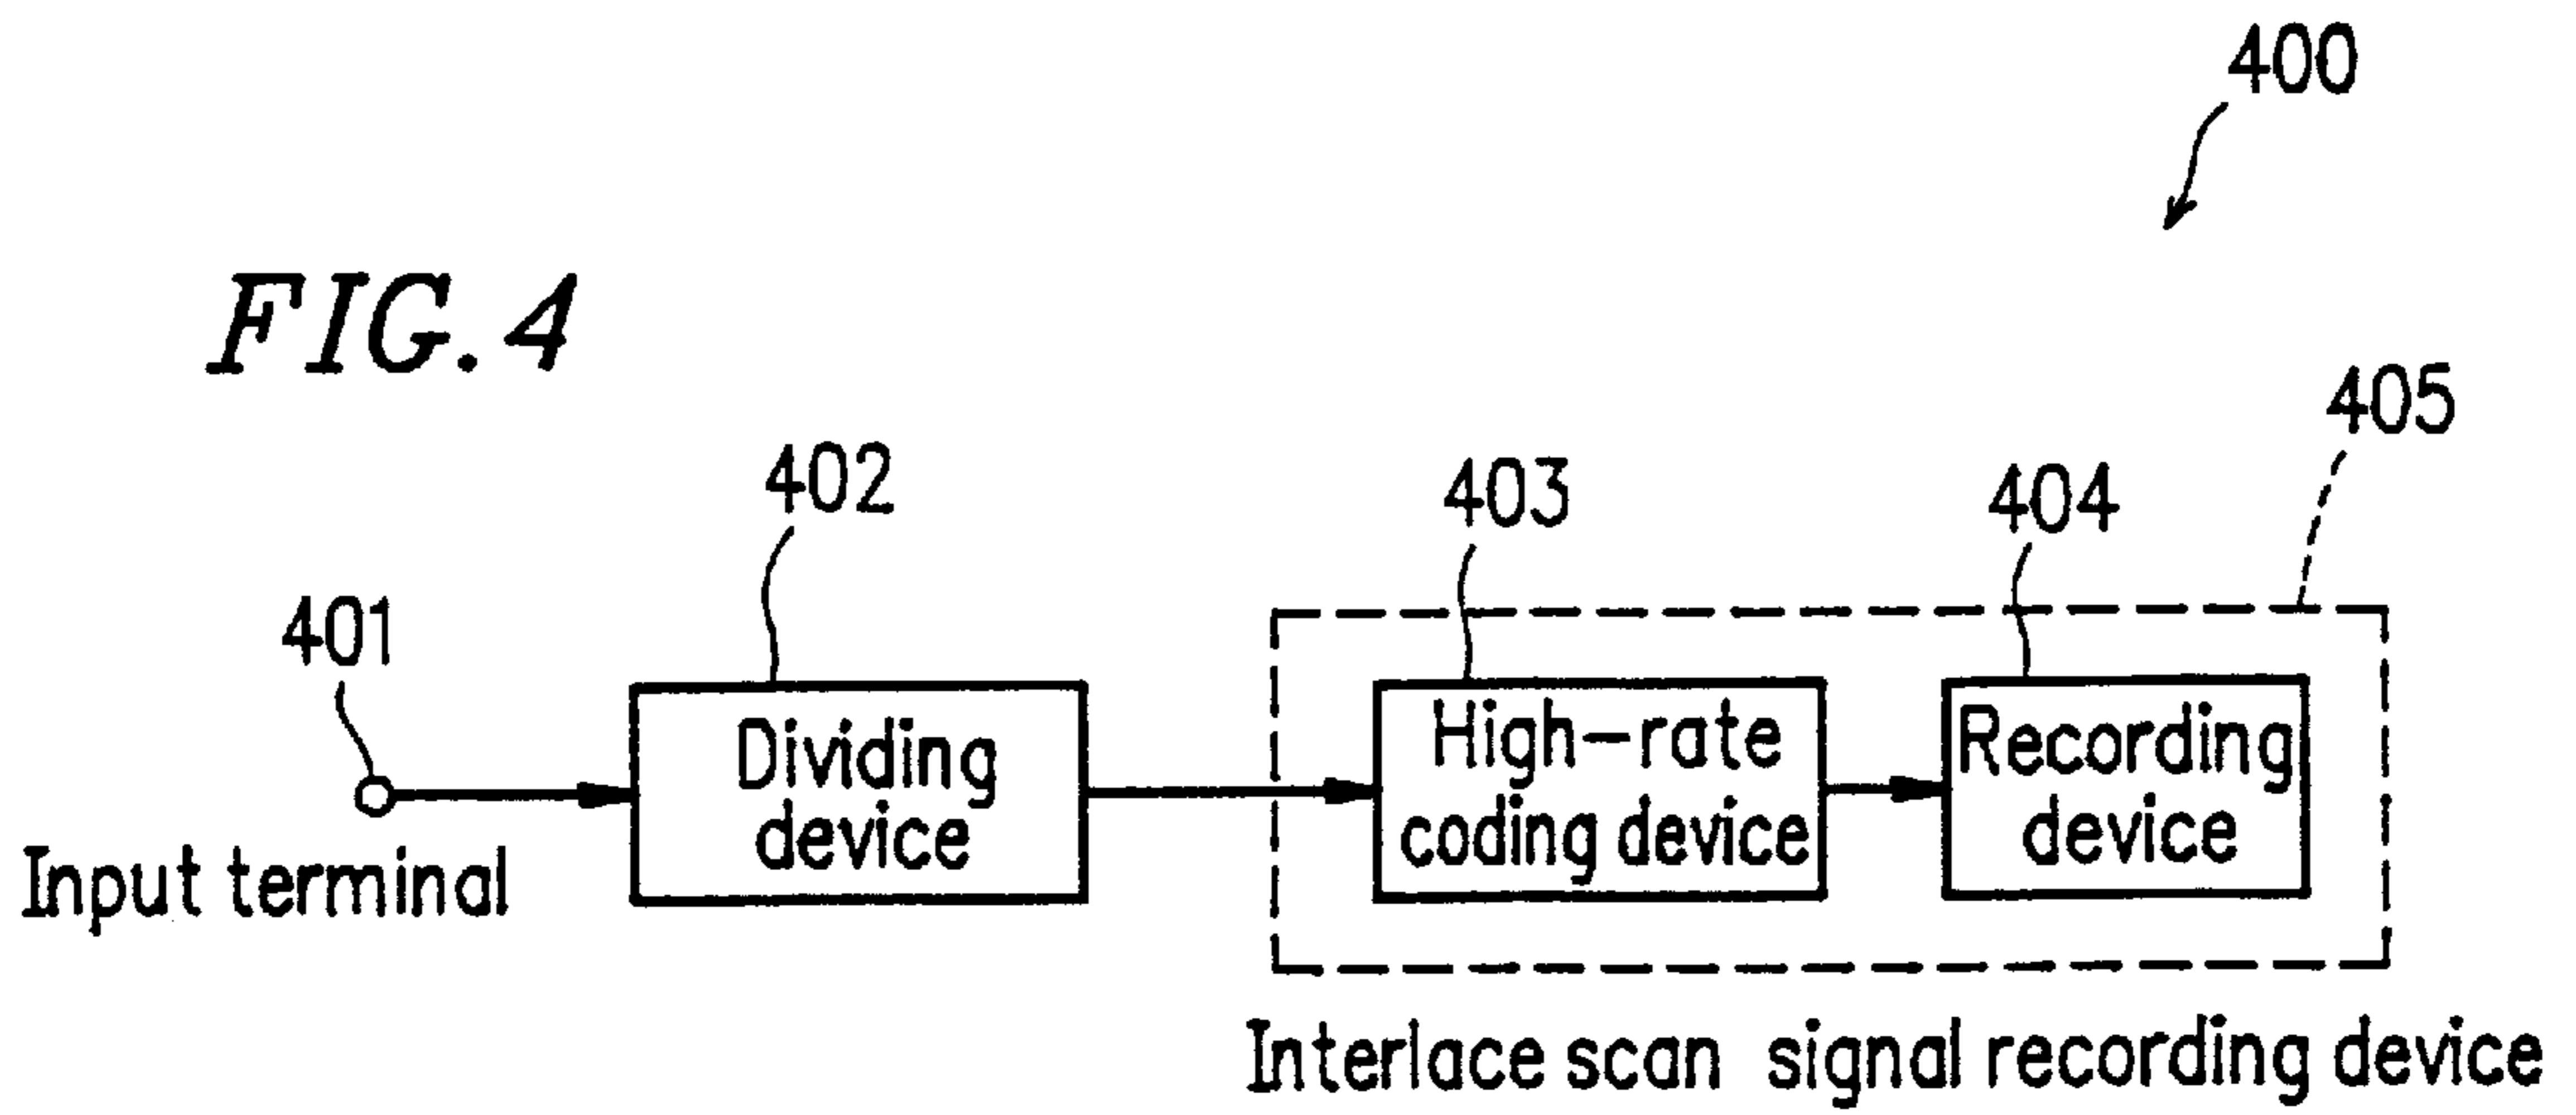 400
FIG. 4
405
402
403
404
401
Dividing
device
High-rate
coding device
Recording
device
Input terminal
Interlace scan signal recording device